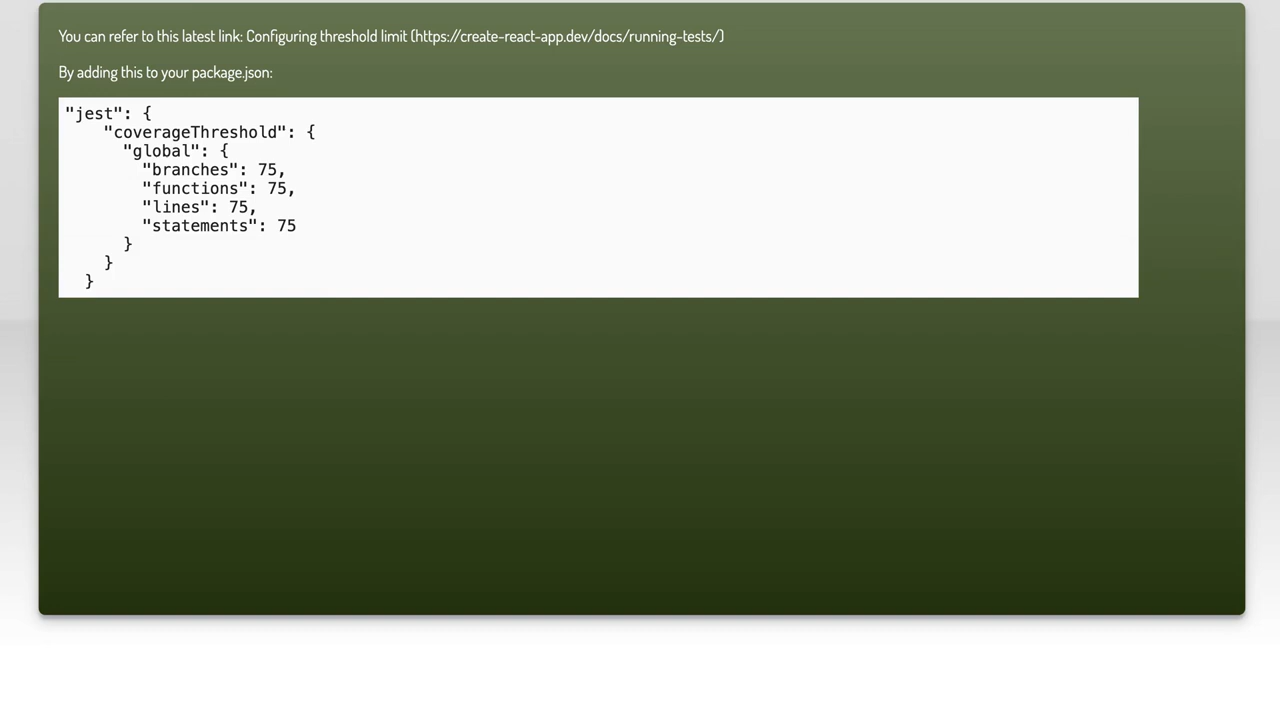 You can refer to this latest link: Configuring threshold limit (https://create-react-app.dev/docs/running-tests/)
By adding this to your package.json:
"jest": {
    "coverageThreshold": {
      "global": {
        "branches": 75,
        "functions": 75,
        "lines": 75,
        "statements": 75
      }
    }
  }